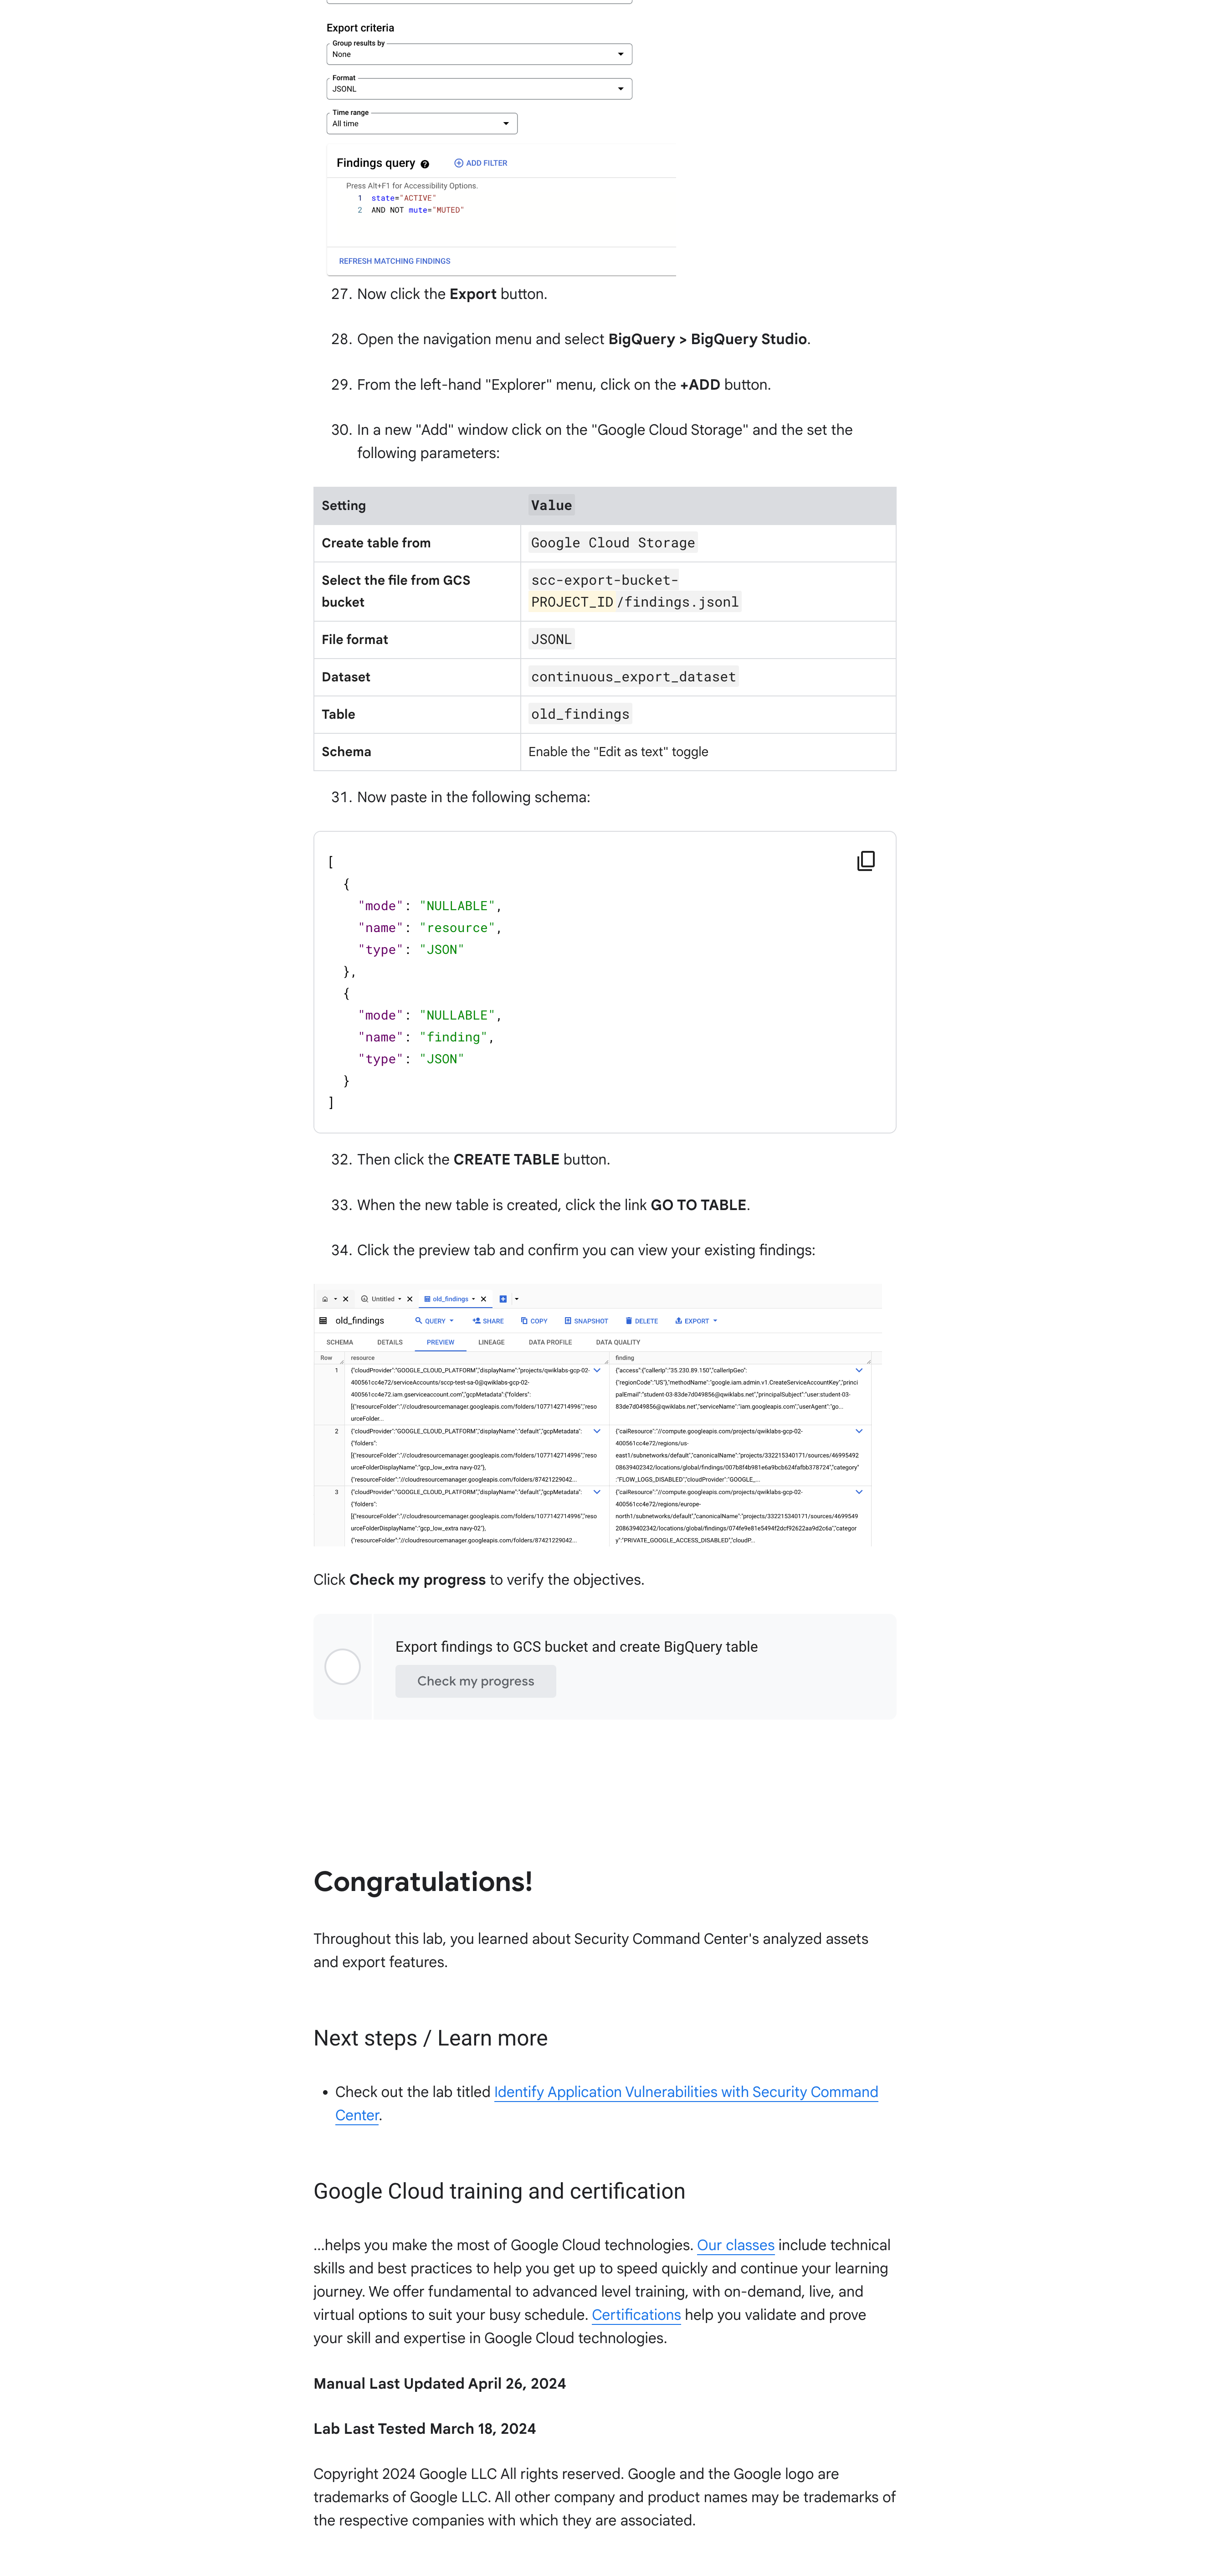 Export criteria
Group results by
None
Format
JSONL
Time range
All time
Findings query
ADD FILTER
Press Alt+F1 for Accessibility Options.
1 state="ACTIVE"
2 AND NOT mute="MUTED"
REFRESH MATCHING FINDINGS
27. Now click the Export button.
28. Open the navigation menu and select BigQuery > BigQuery Studio.
29. From the left-hand "Explorer" menu, click on the +ADD button.
30. In a new "Add" window click on the "Google Cloud Storage" and the set the
following parameters:
Setting Value
Create table from Google Cloud Storage
Select the file from GCS bucket scc-export-bucket-
PROJECT_ID/findings.jsonl
File format JSONL
Dataset continuous_export_dataset
Table old_findings
Schema Enable the "Edit as text" toggle
31. Now paste in the following schema:
[
{
"mode": "NULLABLE",
"name": "resource",
"type": "JSON"
},
{
"mode": "NULLABLE",
"name": "finding",
"type": "JSON"
}
]
32. Then click the CREATE TABLE button.
33. When the new table is created, click the link GO TO TABLE.
34. Click the preview tab and confirm you can view your existing findings:
Untitled old_findings
old_findings QUERY SHARE COPY SNAPSHOT DELETE EXPORT
SCHEMA DETAILS PREVIEW LINEAGE DATA PROFILE DATA QUALITY
Row resource finding
1
{"cloudProvider":"GOOGLE_CLOUD_PLATFORM","displayName":"projects/qwiklabs-gcp-02-
400561cc4e72/serviceAccounts/sccp-test-sa-0@qwiklabs-gcp-02-
400561cc4e72.iam.gserviceaccount.com","gcpMetadata":{"folders":
[{"resourceFolder":"//cloudresourcemanager.googleapis.com/folders/1077142714996","reso
urceFolder...
{"access":{"callerIp":"35.230.89.150","callerIpGeo":
{"regionCode":"US"},"methodName":"google.iam.admin.v1.CreateServiceAccountKey","princi
palEmail":"student-03-83de7d049856@qwiklabs.net","principalSubject":"user:student-03-
83de7d049856@qwiklabs.net","serviceName":"iam.googleapis.com","userAgent":"go...
2
{"cloudProvider":"GOOGLE_CLOUD_PLATFORM","displayName":"default","gcpMetadata":
{"folders":
[{"resourceFolder":"//cloudresourcemanager.googleapis.com/folders/1077142714996","reso
urceFolderDisplayName":"gcp_low_extra navy-02"},
{"resourceFolder":"//cloudresourcemanager.googleapis.com/folders/87421229042...
{"caiResource":"//compute.googleapis.com/projects/qwiklabs-gcp-02-
400561cc4e72/regions/us-
east1/subnetworks/default","canonicalName":"projects/332215340171/sources/46995492
08639402342/locations/global/findings/007b8f4b981e6a9bcb624fafbb378724","category"
:"FLOW_LOGS_DISABLED","cloudProvider":"GOOGLE_...
3
{"cloudProvider":"GOOGLE_CLOUD_PLATFORM","displayName":"default","gcpMetadata":
{"folders":
[{"resourceFolder":"//cloudresourcemanager.googleapis.com/folders/1077142714996","reso
urceFolderDisplayName":"gcp_low_extra navy-02"},
{"resourceFolder":"//cloudresourcemanager.googleapis.com/folders/87421229042...
{"caiResource":"//compute.googleapis.com/projects/qwiklabs-gcp-02-
400561cc4e72/regions/europe-
north1/subnetworks/default","canonicalName":"projects/332215340171/sources/4699549
208639402342/locations/global/findings/074fe9e81e5494f2dcf92622aa9d2c6a","categor
y":"PRIVATE_GOOGLE_ACCESS_DISABLED","cloudP...
Click Check my progress to verify the objectives.
Export findings to GCS bucket and create BigQuery table
Check my progress
Congratulations!
Throughout this lab, you learned about Security Command Center's analyzed assets
and export features.
Next steps / Learn more
• Check out the lab titled Identify Application Vulnerabilities with Security Command
Center.
Google Cloud training and certification
...helps you make the most of Google Cloud technologies. Our classes include technical
skills and best practices to help you get up to speed quickly and continue your learning
journey. We offer fundamental to advanced level training, with on-demand, live, and
virtual options to suit your busy schedule. Certifications help you validate and prove
your skill and expertise in Google Cloud technologies.
Manual Last Updated April 26, 2024
Lab Last Tested March 18, 2024
Copyright 2024 Google LLC All rights reserved. Google and the Google logo are
trademarks of Google LLC. All other company and product names may be trademarks of
the respective companies with which they are associated.